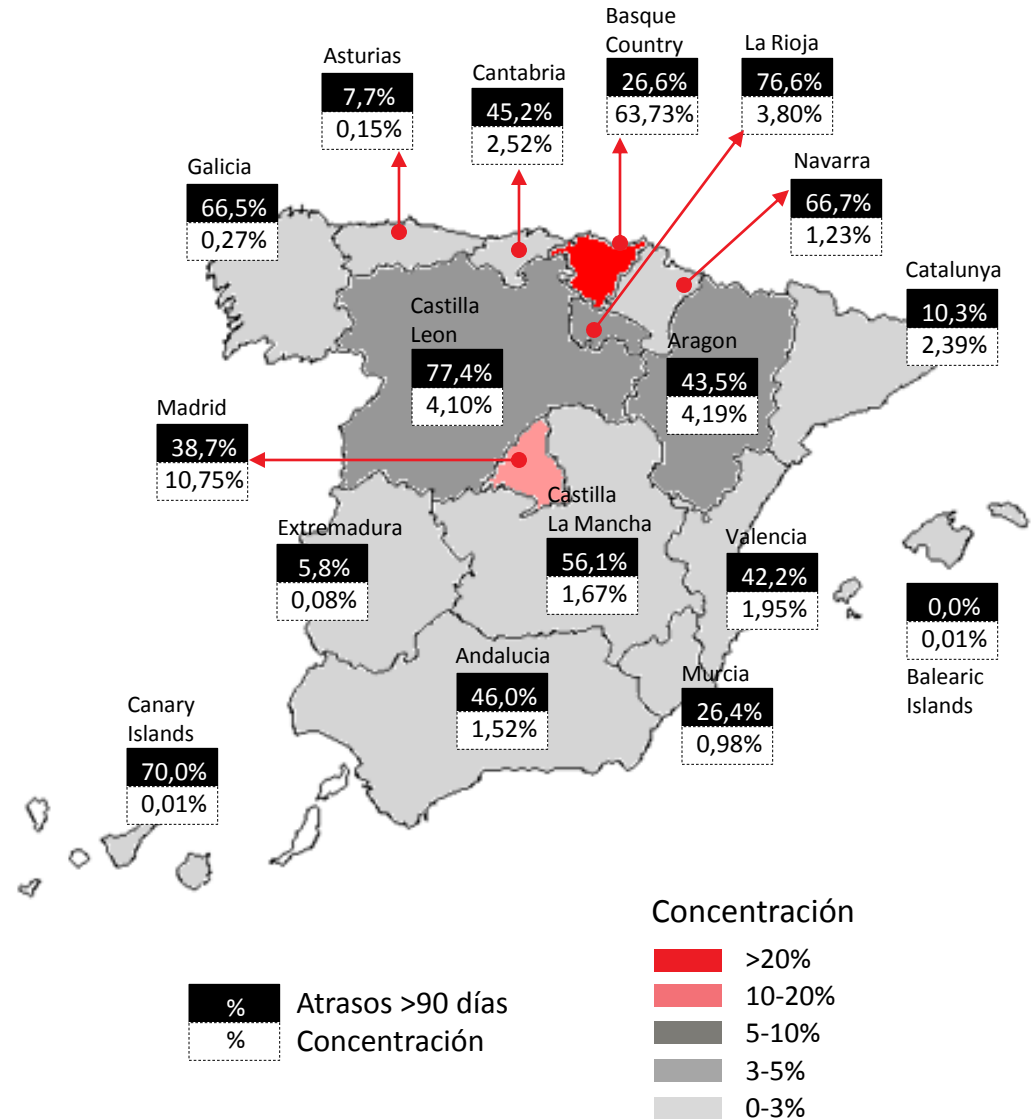 Basque
Country
26,6%
63,73%
La Rioja
76,6%
3,80%
Asturias
7,7%
0,15%
Cantabria
45,2%
2,52%
Navarra
66,7%
1,23%
Galicia
66,5%
0,27%
Catalunya
10,3%
2,39%
Castilla
Leon
77,4%
4,10%
Aragon
43,5%
4,19%
Madrid
38,7%
10,75%
Castilla
La Mancha
56,1%
1,67%
Extremadura
5,8%
0,08%
Valencia
42,2%
1,95%
0,0%
0,01%
Balearic
Islands
Andalucia
46,0%
1,52%
Murcia
26,4%
0,98%
Canary
Islands
70,0%
0,01%
Concentración
>20%
10-20%
5-10%
3-5%
0-3%
% Atrasos >90 días
% Concentración